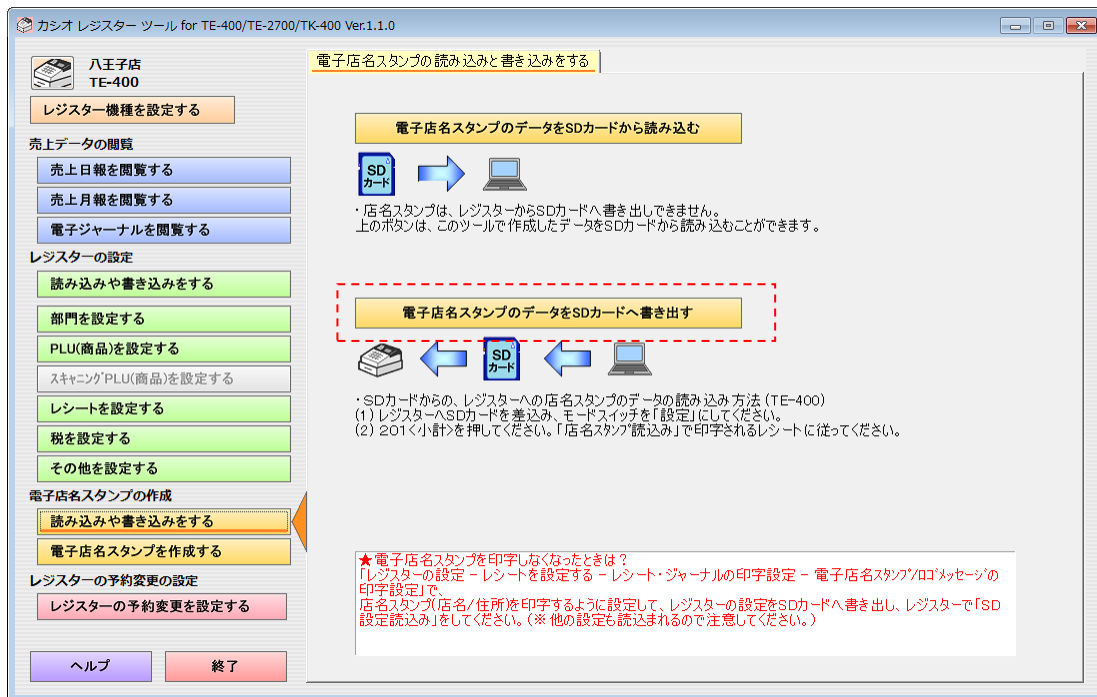 カシオ レジスター ツール for TE-400/TE-2700/TK-400 Ver.1.1.0
八王子店
TE-400
レジスター機種を設定する
売上データの閲覧
売上日報を閲覧する
売上月報を閲覧する
電子ジャーナルを閲覧する
レジスターの設定
読み込みや書き込みをする
部門を設定する
PLU(商品)を設定する
スキャニングPLU(商品)を設定する
レシートを設定する
税を設定する
その他を設定する
電子店名スタンプの作成
読み込みや書き込みをする
電子店名スタンプを作成する
レジスターの予約変更の設定
レジスターの予約変更を設定する
ヘルプ
終了
電子店名スタンプの読み込みと書き込みをする
電子店名スタンプのデータをSDカードから読み込む
SD
カード
・店名スタンプは、レジスターからSDカードへ書き出しできません。
上のボタンは、このツールで作成したデータをSDカードから読み込むことができます。
電子店名スタンプのデータをSDカードへ書き出す
SD
カード
・SDカードからの、レジスターへの店名スタンプのデータの読み込み方法(TE-400)
(1)レジスターへSDカードを差込み、モードスイッチを「設定」にしてください。
(2)201<小計>を押してください。「店名スタンプ読込み」で印字されるレシートに従ってください。
★電子店名スタンプを印字しなくなったときは?
「レジスターの設定 - レシートを設定する - レシート・ジャーナルの印字設定 - 電子店名スタンプ/ロゴメッセージの
印字設定」で、
店名スタンプ(店名/住所)を印字するように設定して、レジスターの設定をSDカードへ書き出し、レジスターで「SD
設定読込み」をしてください。(※他の設定も読込まれるので注意してください。)